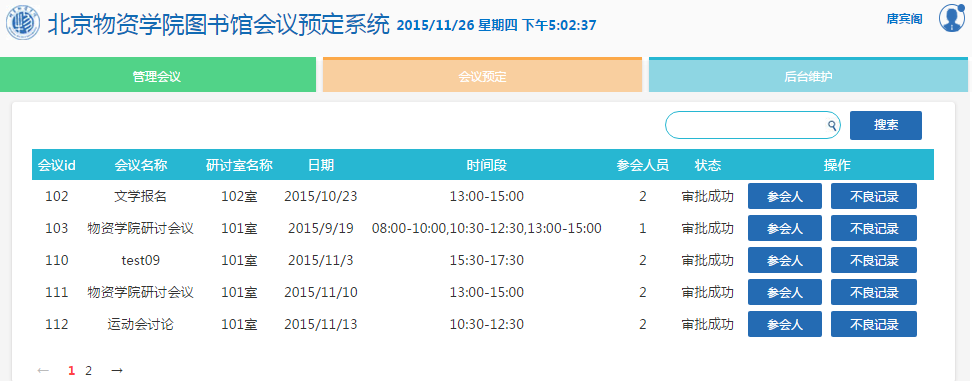 北京物资学院图书馆会议预定系统 2015/11/26 星期四 下午5:02:37 唐宾阁
管理会议 会议预定 后台维护
搜索
会议id 会议名称 研讨室名称 日期 时间段 参会人员 状态 操作
102 文学报名 102室 2015/10/23 13:00-15:00 2 审批成功 参会人 不良记录
103 物资学院研讨会议 101室 2015/9/19 08:00-10:00,10:30-12:30,13:00-15:00 1 审批成功 参会人 不良记录
110 test09 101室 2015/11/3 15:30-17:30 2 审批成功 参会人 不良记录
111 物资学院研讨会议 101室 2015/11/10 13:00-15:00 2 审批成功 参会人 不良记录
112 运动会讨论 101室 2015/11/13 10:30-12:30 2 审批成功 参会人 不良记录
← 1 2 →